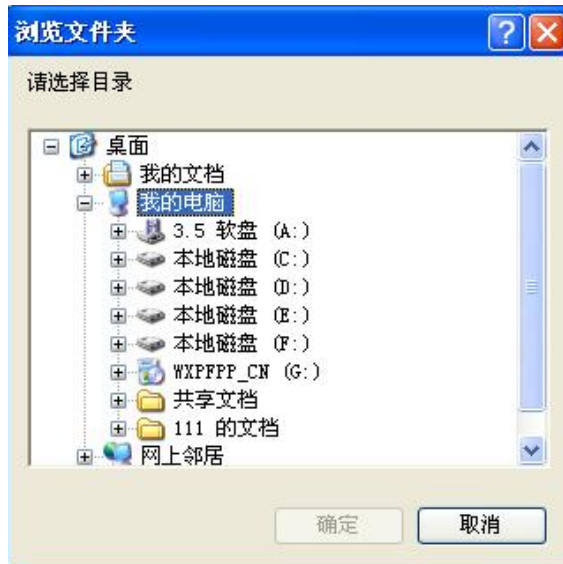 浏览文件夹
请选择目录
桌面
我的文档
我的电脑
3.5 软盘 (A:)
本地磁盘 (C:)
本地磁盘 (D:)
本地磁盘 (E:)
本地磁盘 (F:)
WXPFPP_CN (G:)
共享文档
111 的文档
网上邻居
确定 取消